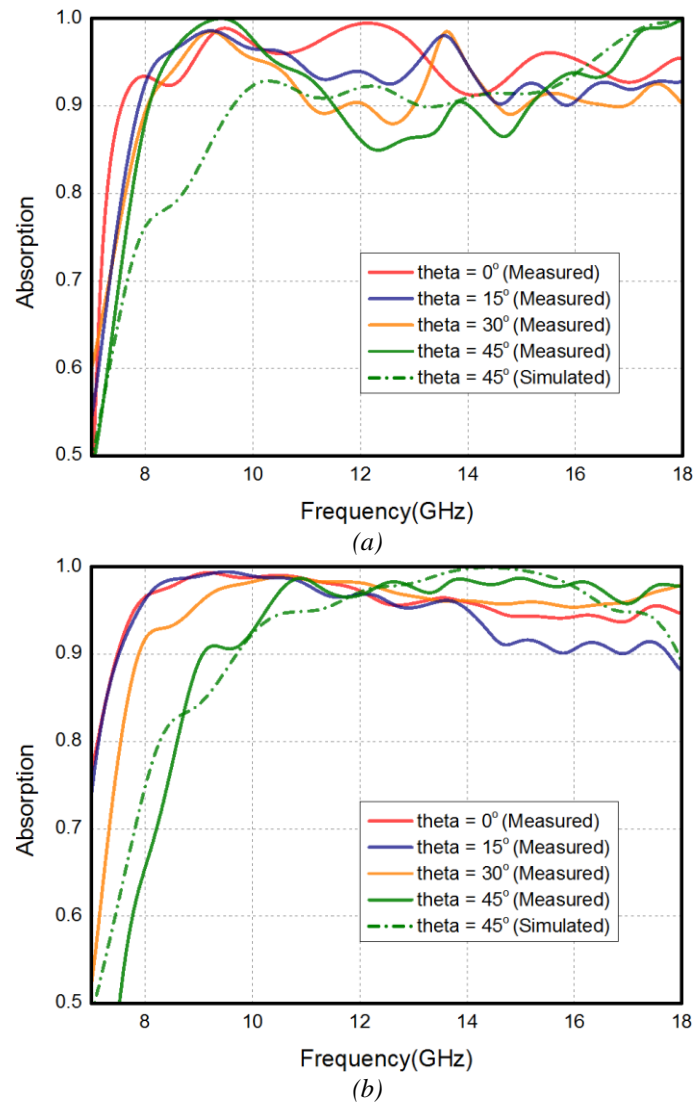 1.0
0.9
0.8
0.7
0.6
0.5
Absorption
theta = 0° (Measured)
theta = 15° (Measured)
theta = 30° (Measured)
theta = 45° (Measured)
theta = 45° (Simulated)
8 10 12 14 16 18
Frequency(GHz)
(a)
1.0
0.9
0.8
0.7
0.6
0.5
Absorption
theta = 0° (Measured)
theta = 15° (Measured)
theta = 30° (Measured)
theta = 45° (Measured)
theta = 45° (Simulated)
8 10 12 14 16 18
Frequency(GHz)
(b)